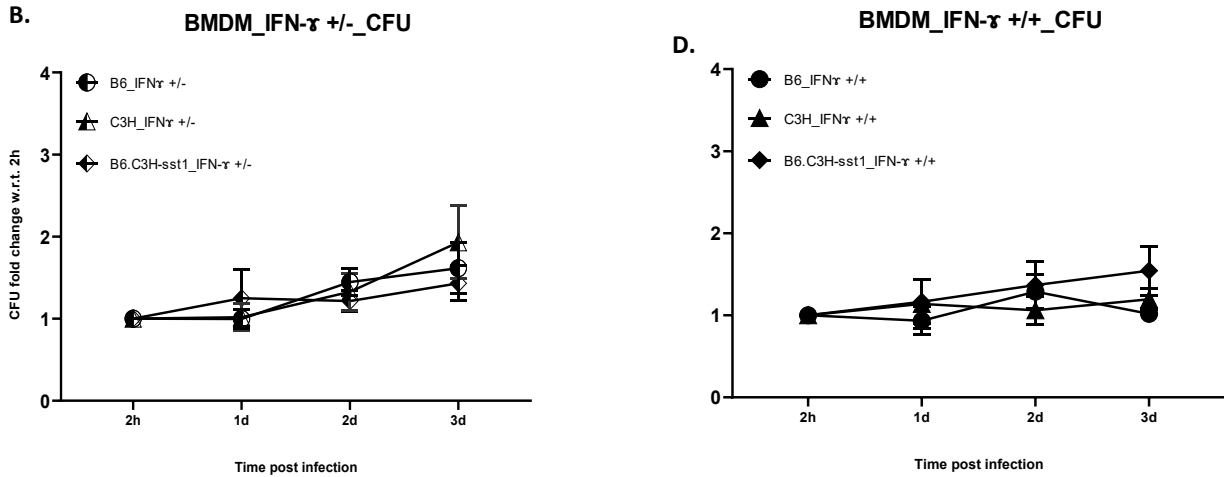 B.
BMDM_IFN-ɤ +/-_CFU
B6_IFNɤ +/-
C3H_IFNɤ +/-
B6.C3H-sst1_IFN-ɤ +/-
CFU fold change w.r.t. 2h
4
3
2
1
0
2h 1d 2d 3d
Time post infection
D.
BMDM_IFN-ɤ +/+_CFU
B6_IFNɤ +/+
C3H_IFNɤ +/+
B6.C3H-sst1_IFN-ɤ +/+
4
3
2
1
0
2h 1d 2d 3d
Time post infection